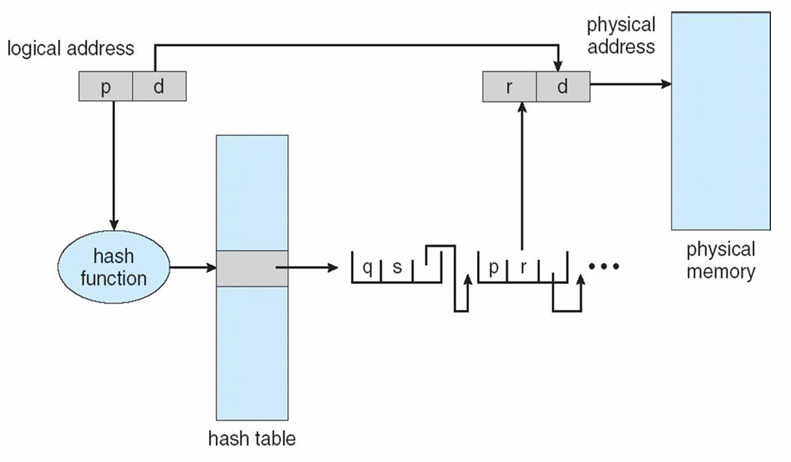 logical address
p d
physical
address
r d
hash
function
q s
p r
•••
physical
memory
hash table